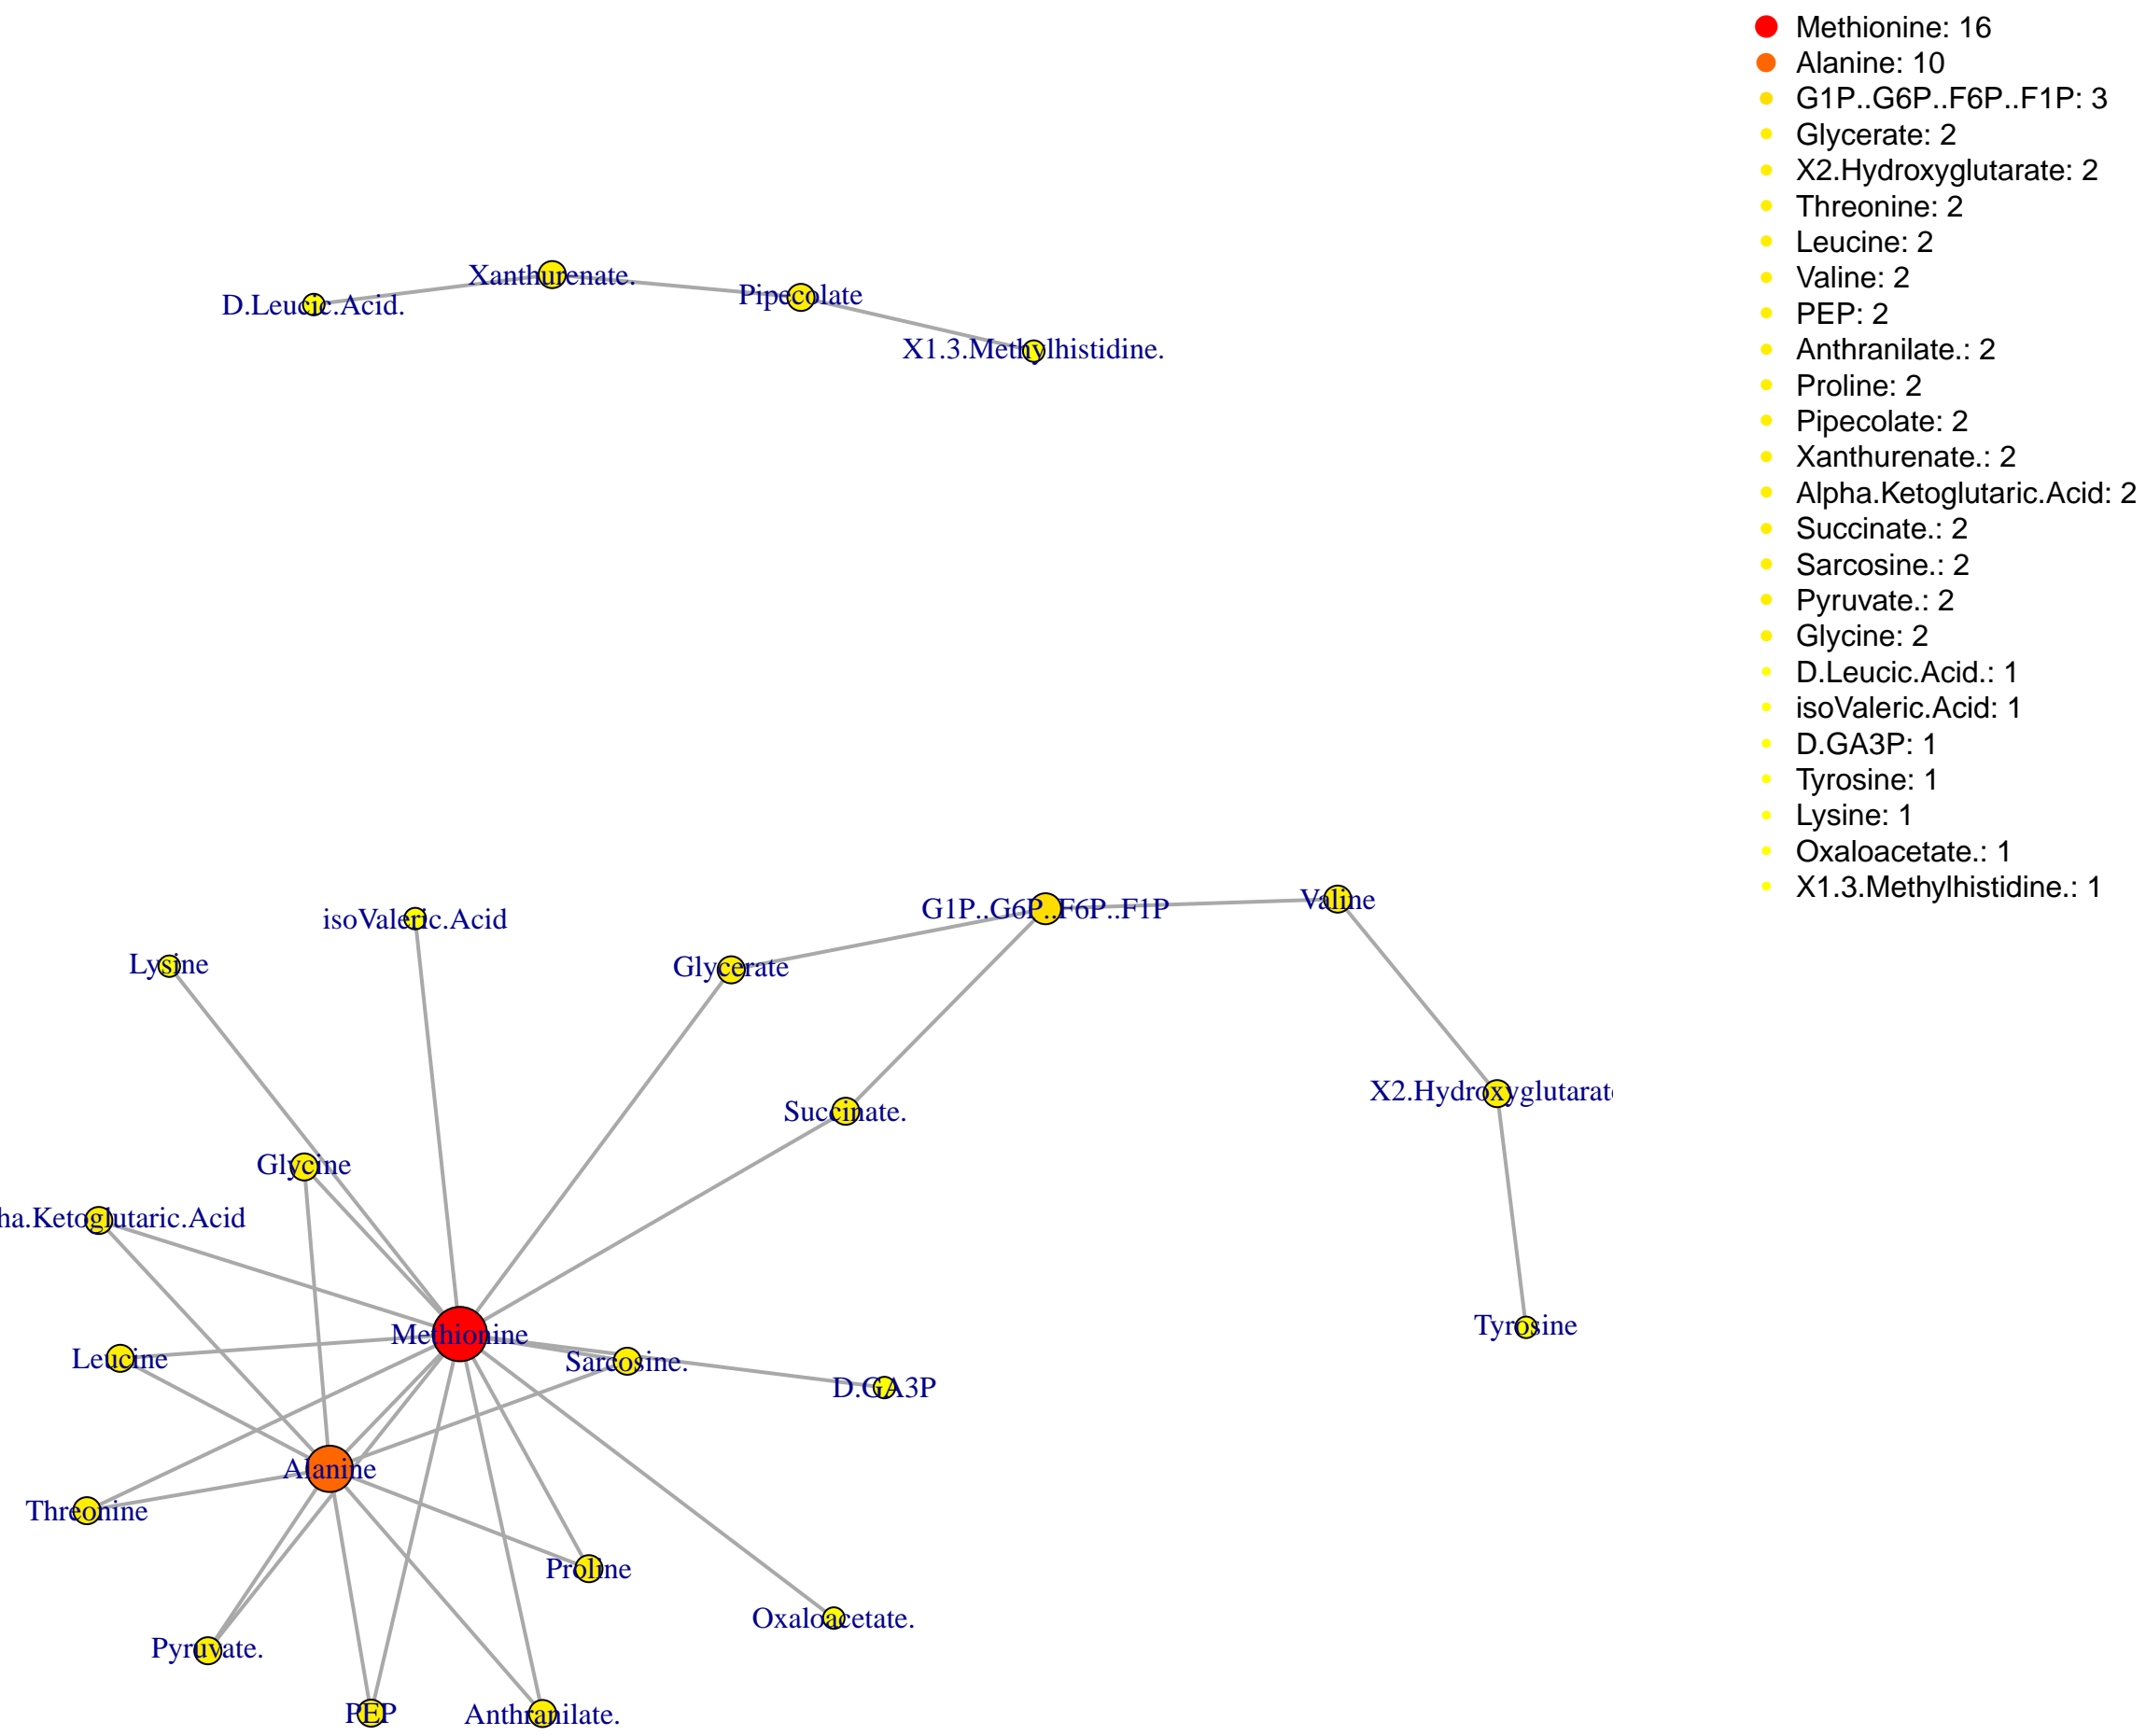 Methionine: 16
Alanine: 10
G1P..G6P..F6P..F1P: 3
Glycerate: 2
X2.Hydroxyglutarate: 2
Threonine: 2
Leucine: 2
Valine: 2
PEP: 2
Anthranilate.: 2
Proline: 2
Pipecolate: 2
Xanthurenate.: 2
Alpha.Ketoglutaric.Acid: 2
Succinate.: 2
Sarcosine.: 2
Pyruvate.: 2
Glycine: 2
D.Leucic.Acid.: 1
isoValeric.Acid: 1
D.GA3P: 1
Tyrosine: 1
Lysine: 1
Oxaloacetate.: 1
X1.3.Methylhistidine.: 1
Xanthurenate.
D.Leucic.Acid.
Pipecolate
X1.3.Methylhistidine.
isoValeric.Acid
G1P..G6P..F6P..F1P
Valine
Lysine
Glycerate
X2.Hydroxyglutarat
Succinate.
Glycine
ha.Ketoglutaric.Acid
Methionine
Tyrosine
Leucine
Sarcosine.
D.GA3P
Alanine
Threonine
Proline
Oxaloacetate.
Pyruvate.
PEP
Anthranilate.